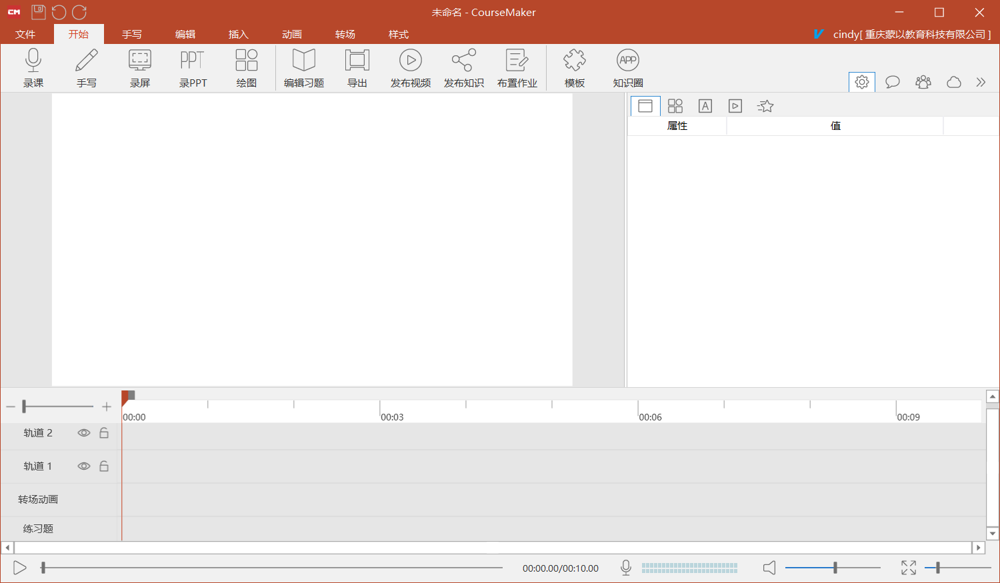 CM 未命名 - CourseMaker
文件 开始 手写 编辑 插入 动画 转场 样式 cindy[ 重庆蒙以教育科技有限公司 ]
PPT APP
录课 手写 录屏 录PPT 绘图 编辑习题 导出 发布视频 发布知识 布置作业 模板 知识圈
A
属性 值
00:00 00:03 00:06 00:09
轨道 2
轨道 1
转场动画
练习题
00:00.00/00:10.00